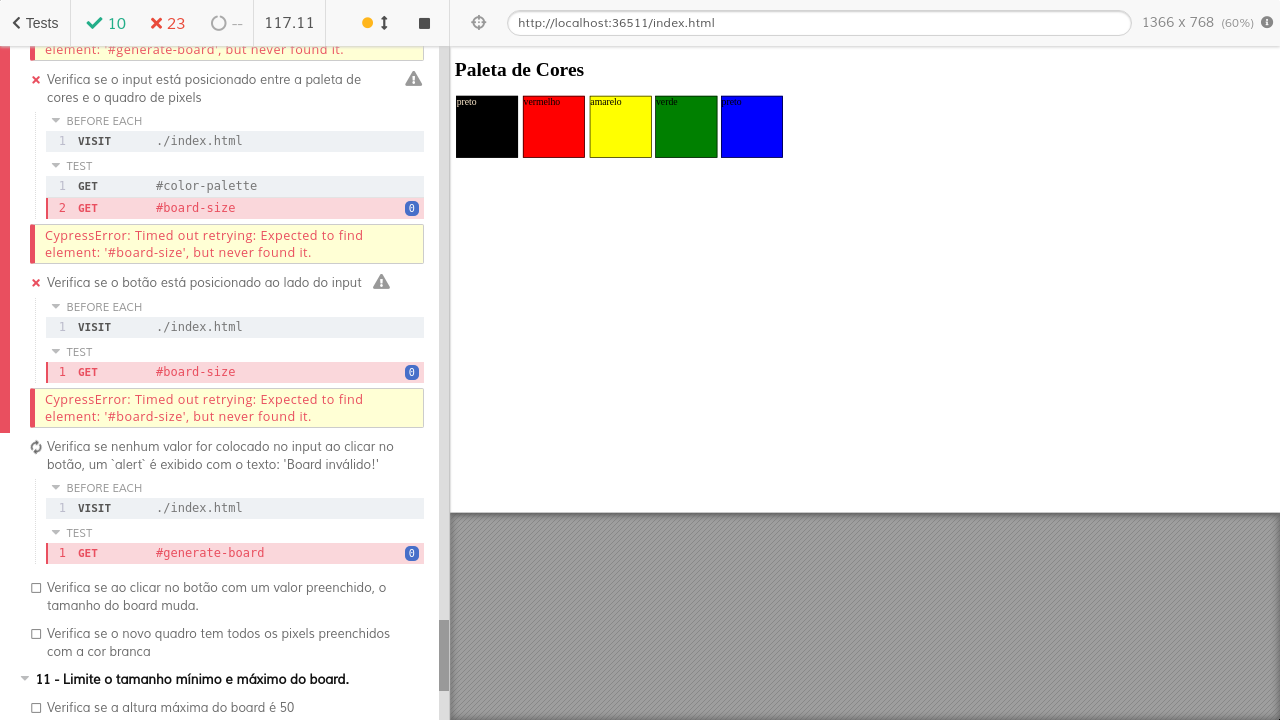 Tests
10
23
--
117.11
http://localhost:36511/index.html
1366 x 768 (60%)
element: '#generate-board', but never found it.
Verifica se o input está posicionado entre a paleta de
cores e o quadro de pixels
BEFORE EACH
1 VISIT ./index.html
TEST
1 GET #color-palette
2 GET #board-size 0
CypressError: Timed out retrying: Expected to find
element: '#board-size', but never found it.
Verifica se o botão está posicionado ao lado do input
BEFORE EACH
1 VISIT ./index.html
TEST
1 GET #board-size 0
CypressError: Timed out retrying: Expected to find
element: '#board-size', but never found it.
Verifica se nenhum valor for colocado no input ao clicar no
botão, um `alert` é exibido com o texto: 'Board inválido!'
BEFORE EACH
1 VISIT ./index.html
TEST
1 GET #generate-board 0
Verifica se ao clicar no botão com um valor preenchido, o
tamanho do board muda.
Verifica se o novo quadro tem todos os pixels preenchidos
com a cor branca
11 - Limite o tamanho mínimo e máximo do board.
Verifica se a altura máxima do board é 50
Paleta de Cores
preto vermelho amarelo verde preto